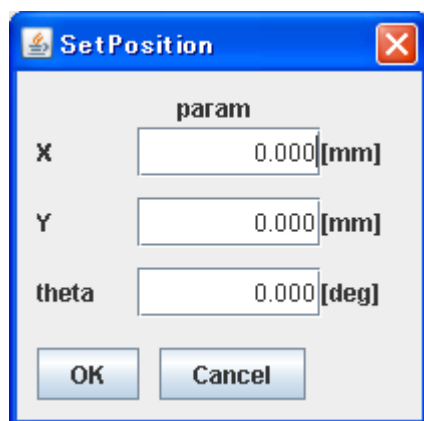 SetPosition
param
X 0.000 [mm]
Y 0.000 [mm]
theta 0.000 [deg]
OK Cancel